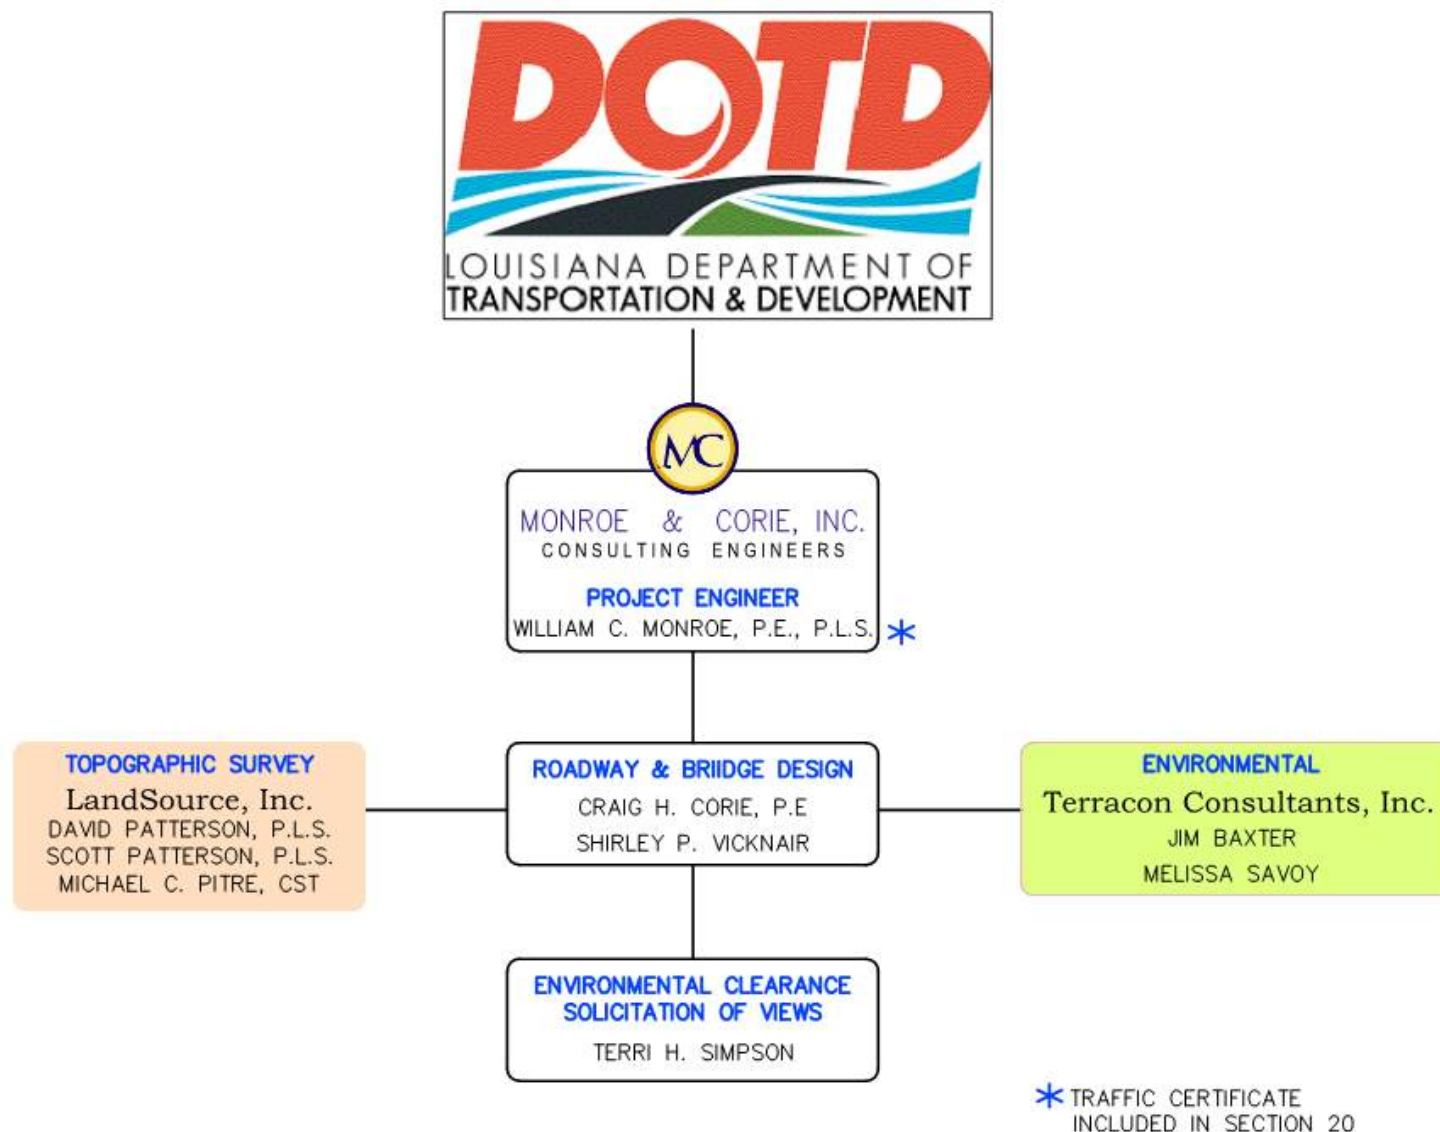 DOTD
LOUISIANA DEPARTMENT OF
TRANSPORTATION & DEVELOPMENT
MC
MONROE & CORIE, INC.
CONSULTING ENGINEERS
PROJECT ENGINEER
WILLIAM C. MONROE, P.E., P.L.S. *
TOPOGRAPHIC SURVEY
LandSource, Inc.
DAVID PATTERSON, P.L.S.
SCOTT PATTERSON, P.L.S.
MICHAEL C. PITRE, CST
ROADWAY & BRIIDGE DESIGN
CRAIG H. CORIE, P.E
SHIRLEY P. VICKNAIR
ENVIRONMENTAL
Terracon Consultants, Inc.
JIM BAXTER
MELISSA SAVOY
ENVIRONMENTAL CLEARANCE
SOLICITATION OF VIEWS
TERRI H. SIMPSON
* TRAFFIC CERTIFICATE
INCLUDED IN SECTION 20